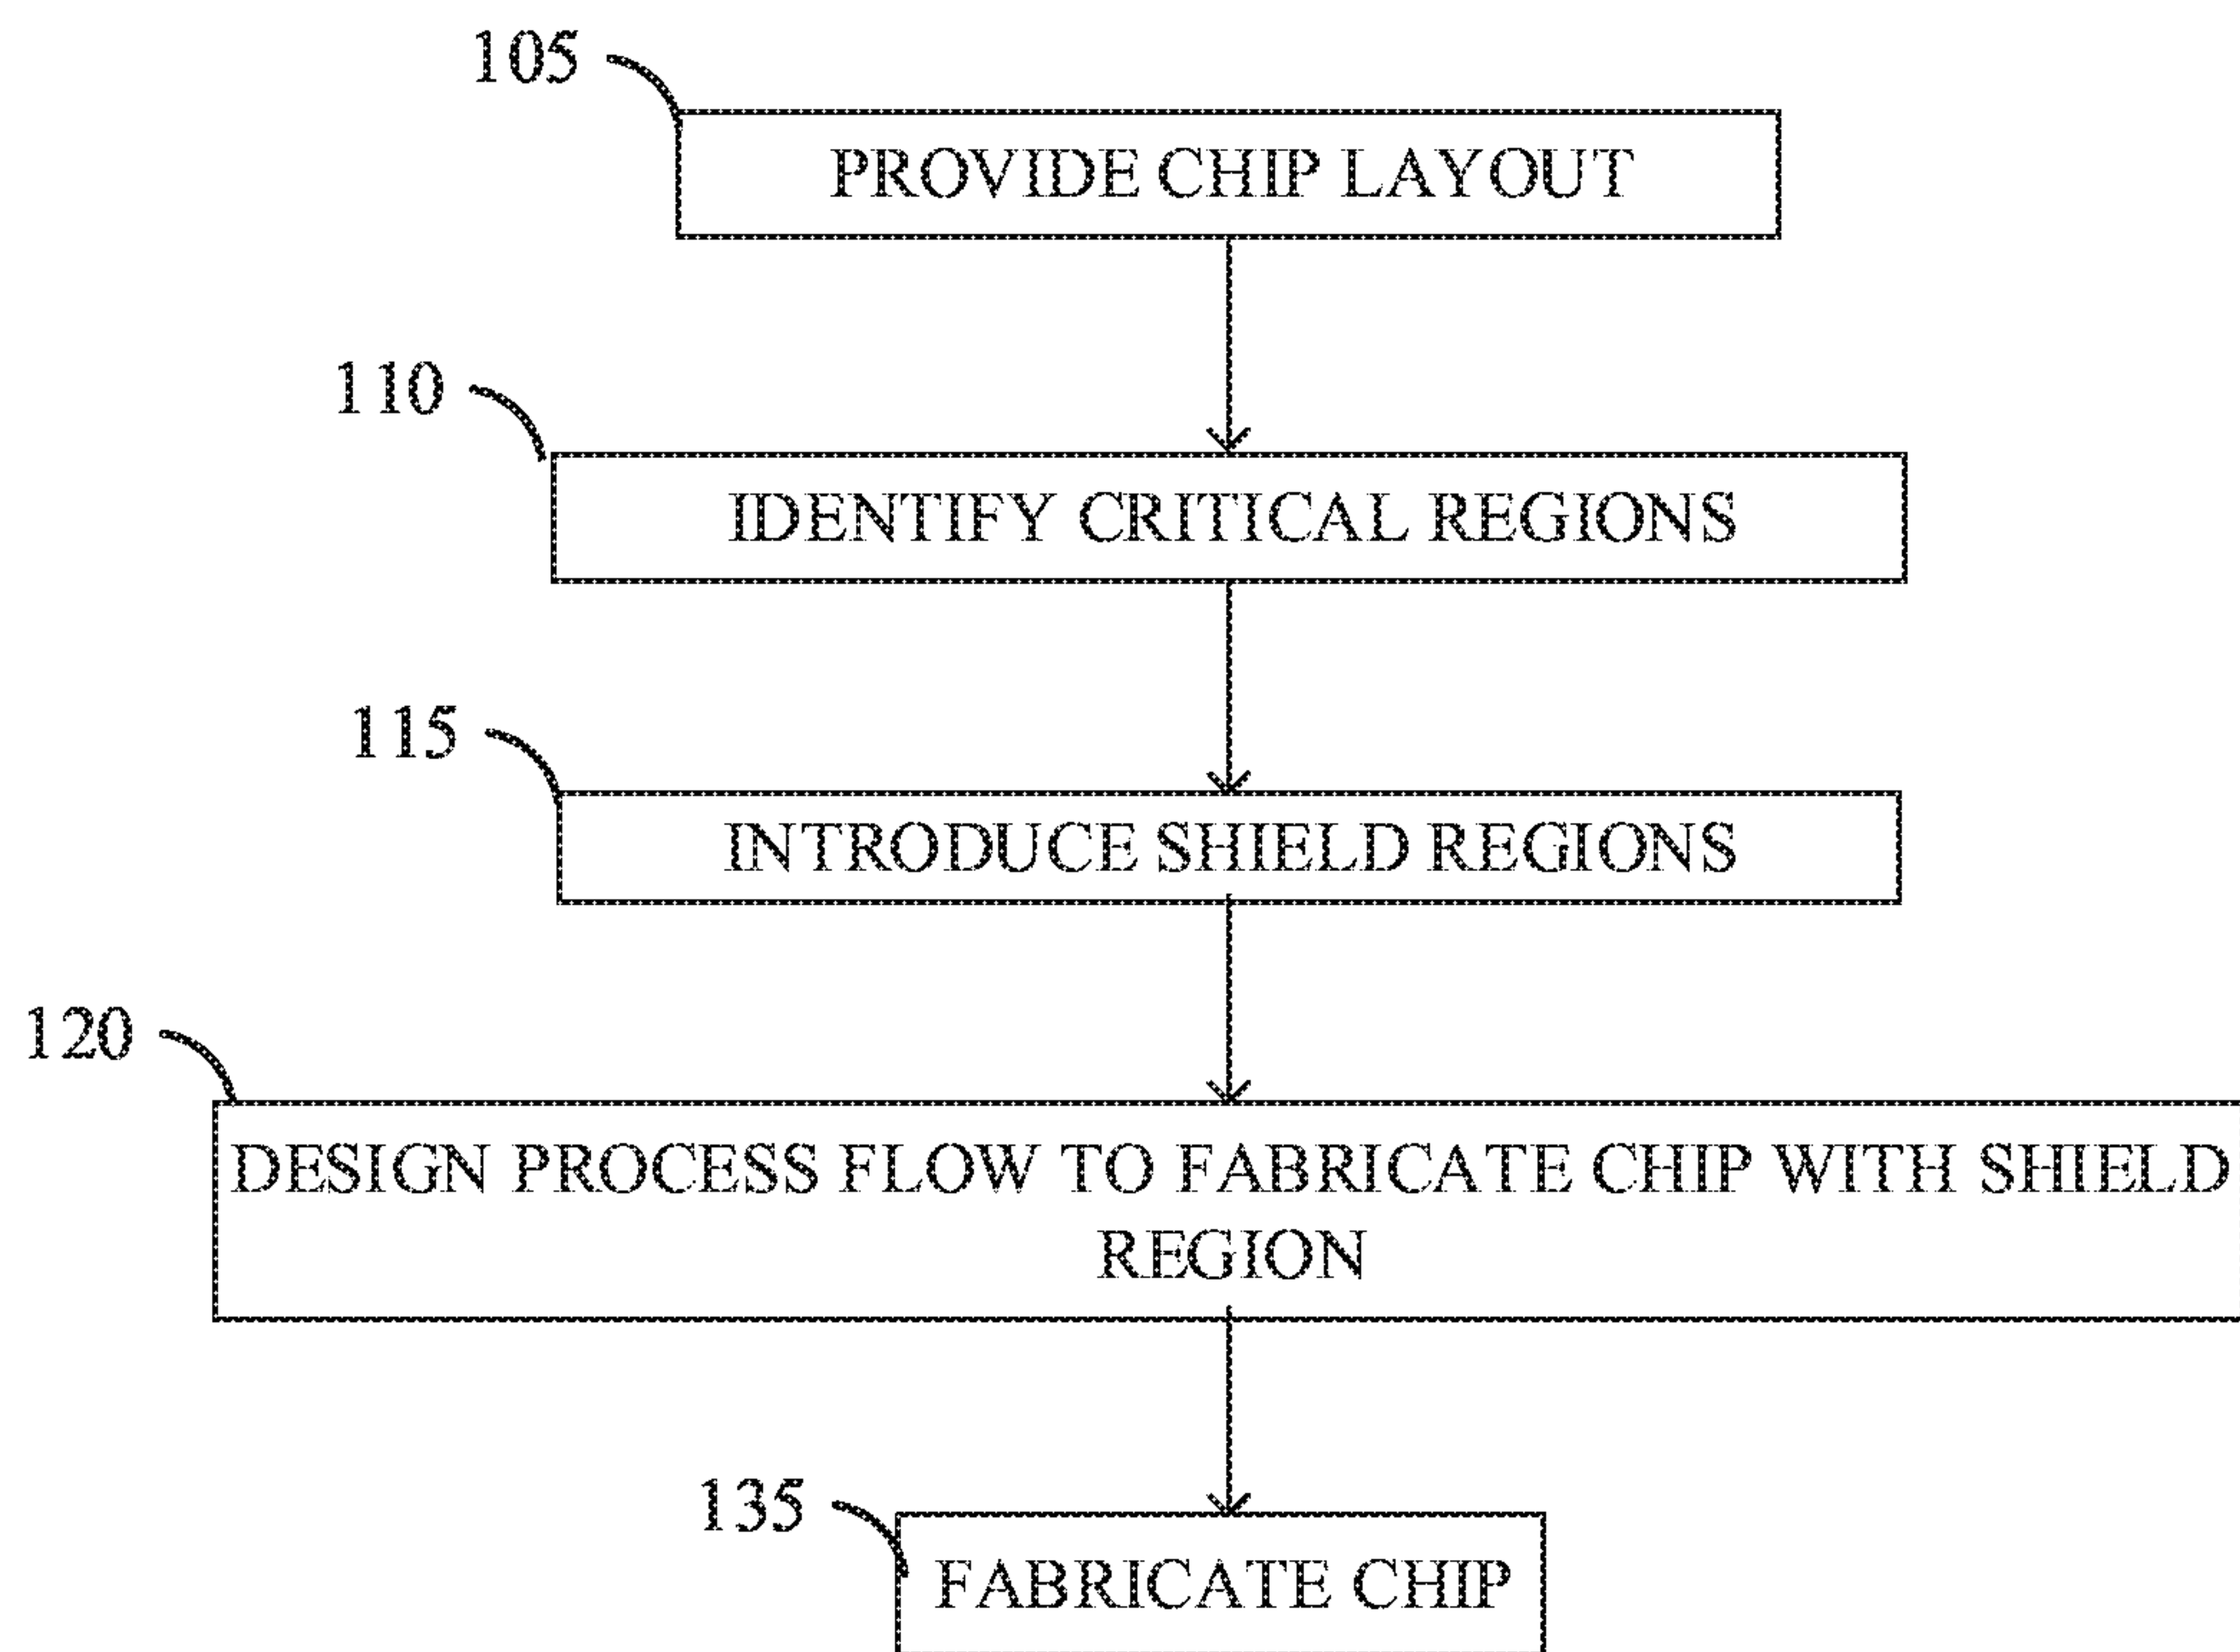 105
PROVIDE CHIP LAYOUT
110
IDENTIFY CRITICAL REGIONS
115
INTRODUCE SHIELD REGIONS
120
DESIGN PROCESS FLOW TO FABRICATE CHIP WITH SHIELD
REGION
135
FABRICATE CHIP